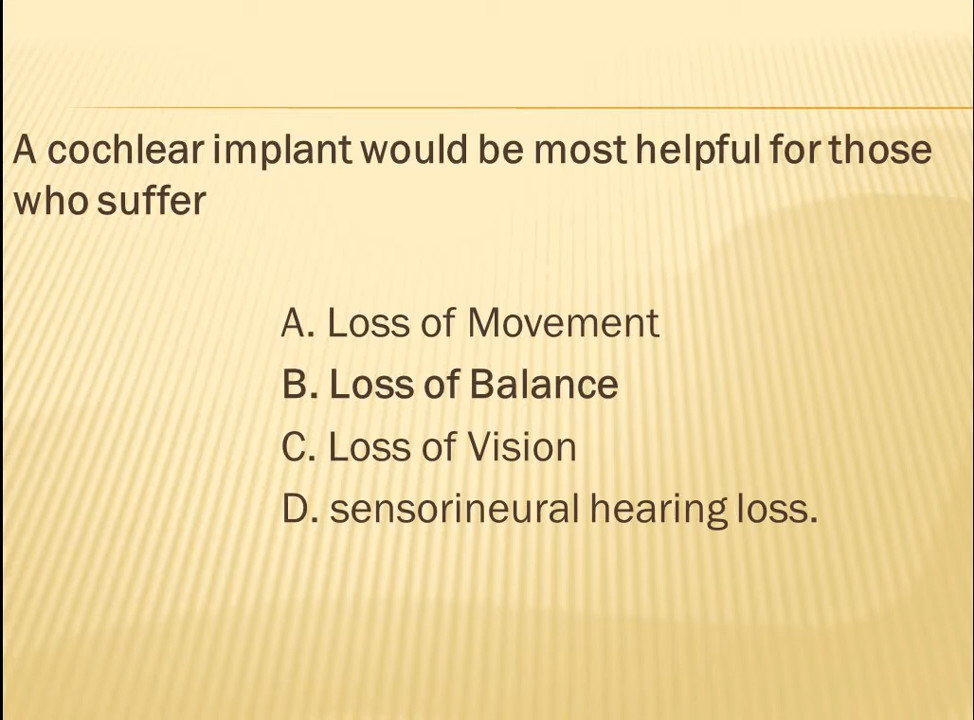 A cochlear implant would be most helpful for those
who suffer
A. Loss of Movement
B. Loss of Balance
C. Loss of Vision
D. sensorineural hearing loss.